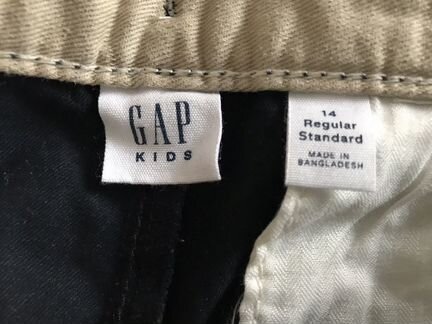 GAP
KIDS
14
Regular
Standard
MADE IN
BANGLADESH